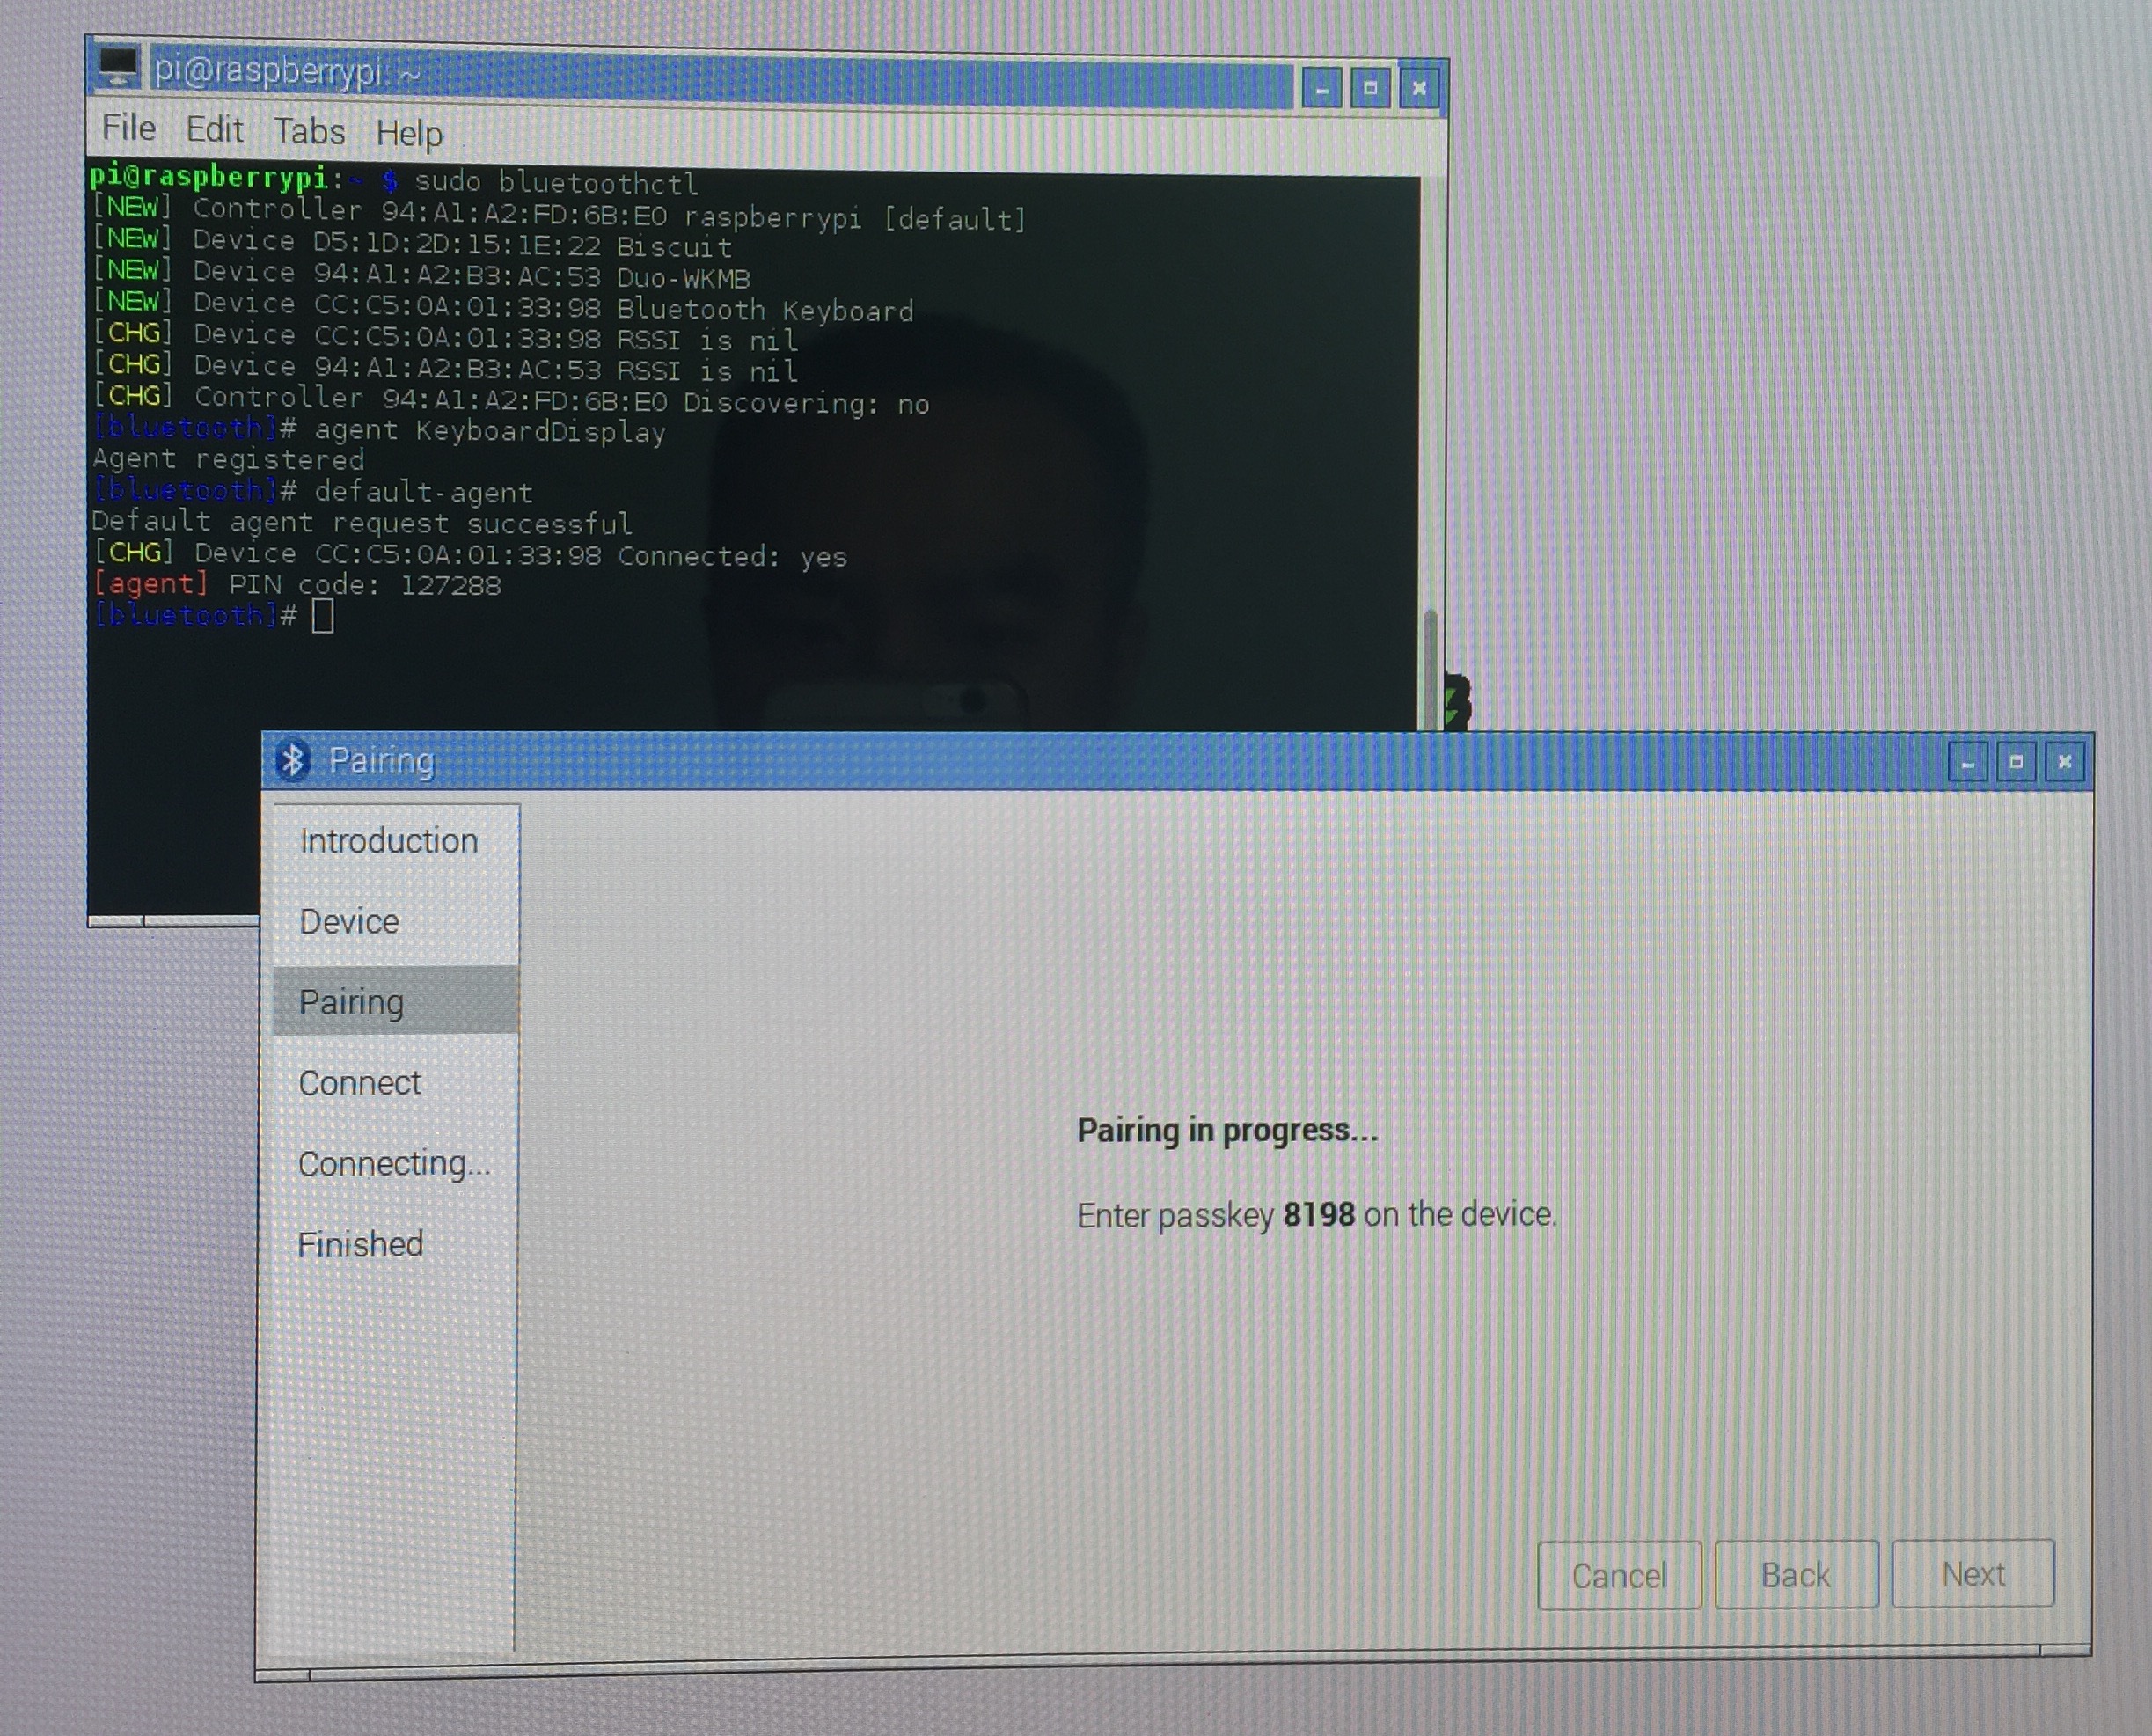 pi@raspberrypi: ~
File Edit Tabs Help
pi@raspberrypi:~ $ sudo bluetoothctl
[NEW] Controller 94:A1:A2:FD:6B:E0 raspberrypi [default]
[NEW] Device D5:1D:2D:15:1E:22 Biscuit
[NEW] Device 94:A1:A2:B3:AC:53 Duo-WKMB
[NEW] Device CC:C5:0A:01:33:98 Bluetooth Keyboard
[CHG] Device CC:C5:0A:01:33:98 RSSI is nil
[CHG] Device 94:A1:A2:B3:AC:53 RSSI is nil
[CHG] Controller 94:A1:A2:FD:6B:E0 Discovering: no
[bluetooth]# agent KeyboardDisplay
Agent registered
[bluetooth]# default-agent
Default agent request successful
[CHG] Device CC:C5:0A:01:33:98 Connected: yes
[agent] PIN code: 127288
[bluetooth]#
Pairing
Introduction
Device
Pairing
Connect
Connecting...
Finished
Pairing in progress...
Enter passkey 8198 on the device.
Cancel Back Next